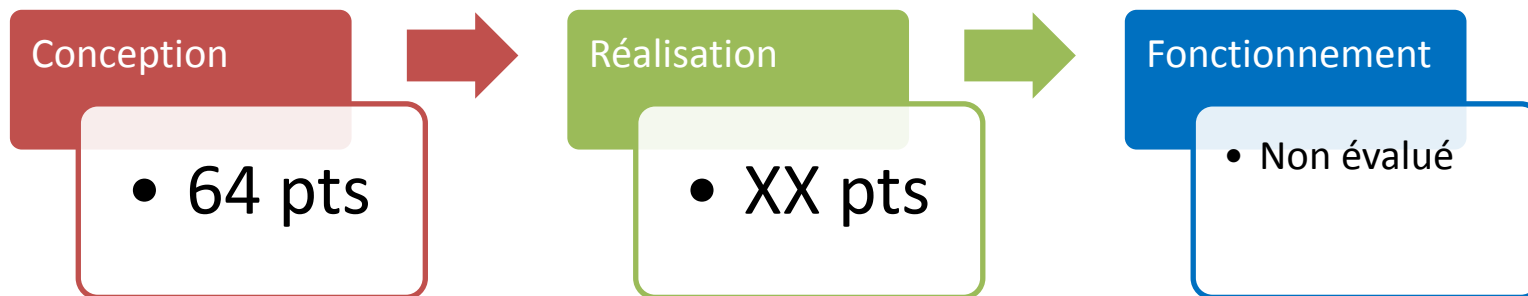 Conception
• 64 pts
Réalisation
• XX pts
Fonctionnement
• Non évalué